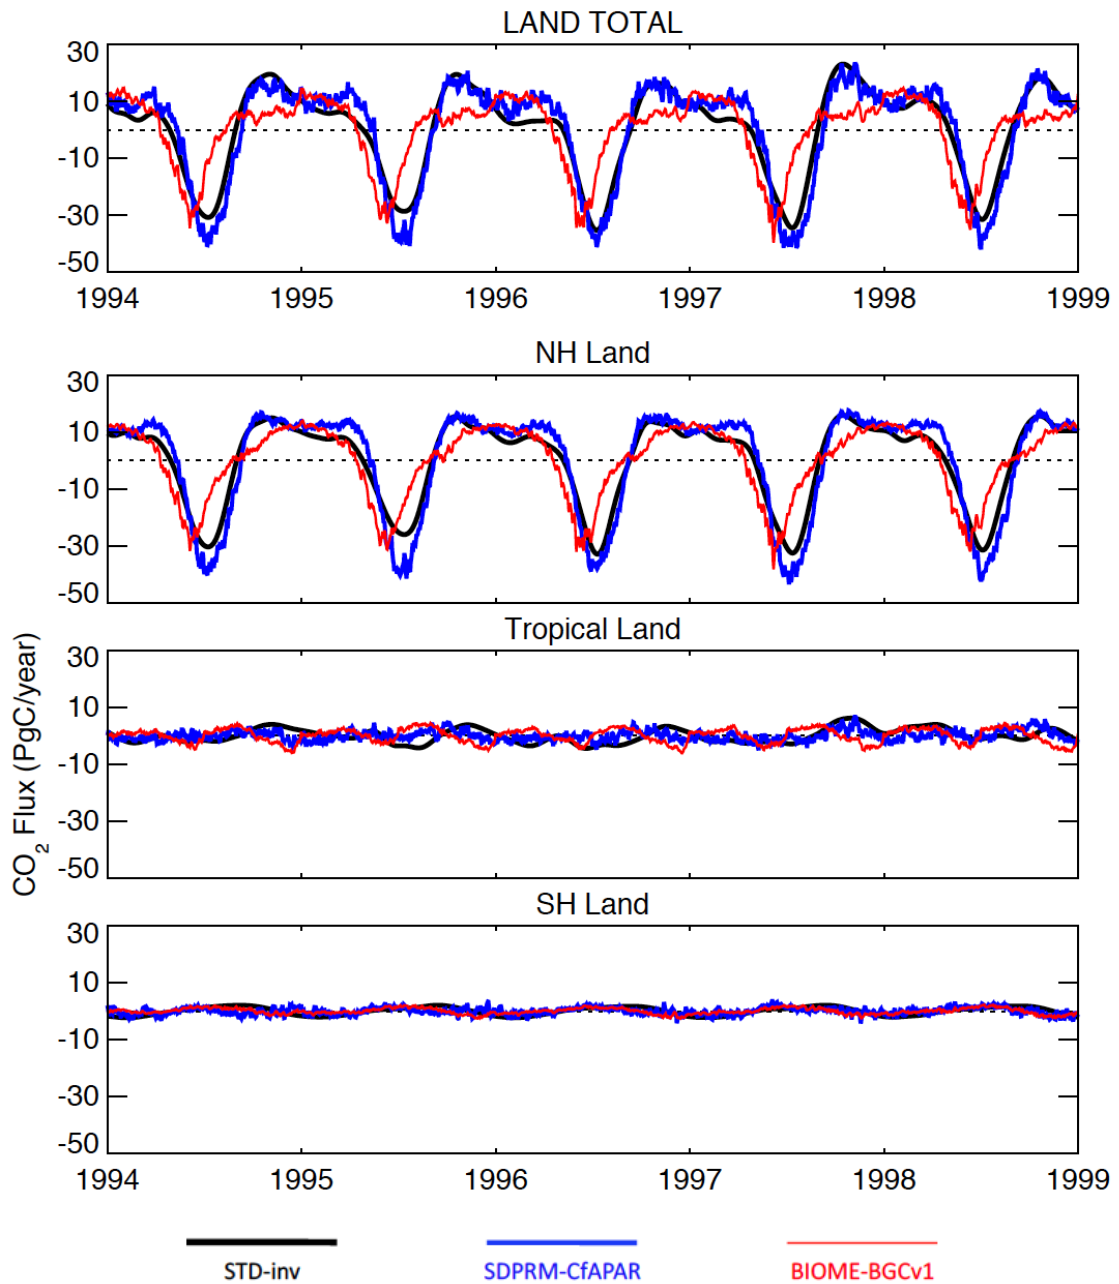 LAND TOTAL
30
10
-10
-30
-50
1994 1995 1996 1997 1998 1999
NH Land
30
10
-10
-30
-50
Tropical Land
30
10
-10
-30
-50
CO2 Flux (PgC/year)
SH Land
30
10
-10
-30
-50
1994 1995 1996 1997 1998 1999
STD-inv SDPRM-CfAPAR BIOME-BGCv1